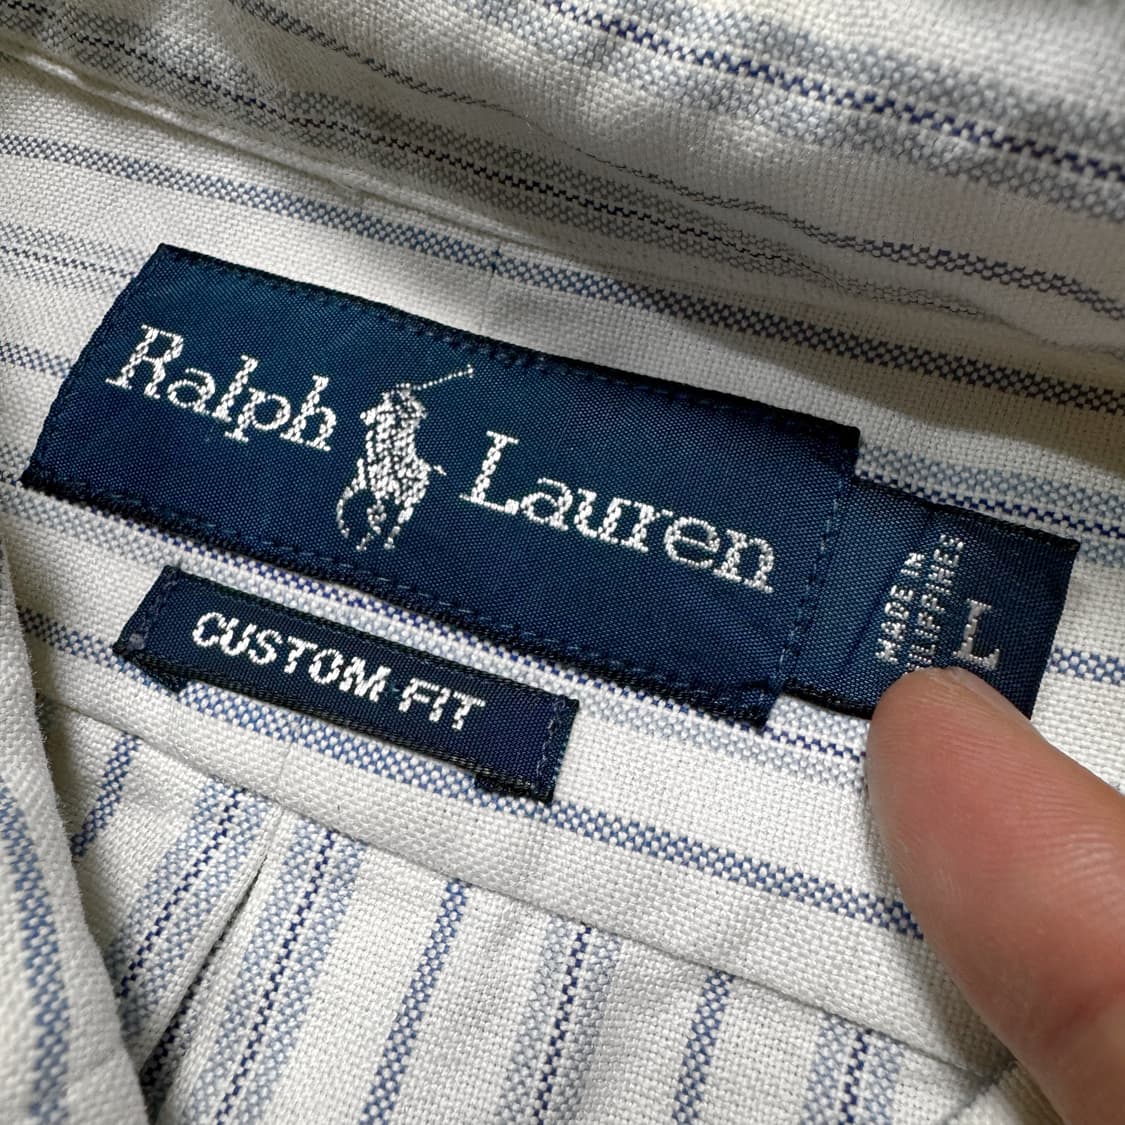 Ralph Lauren
CUSTOM FIT
MADE IN
L